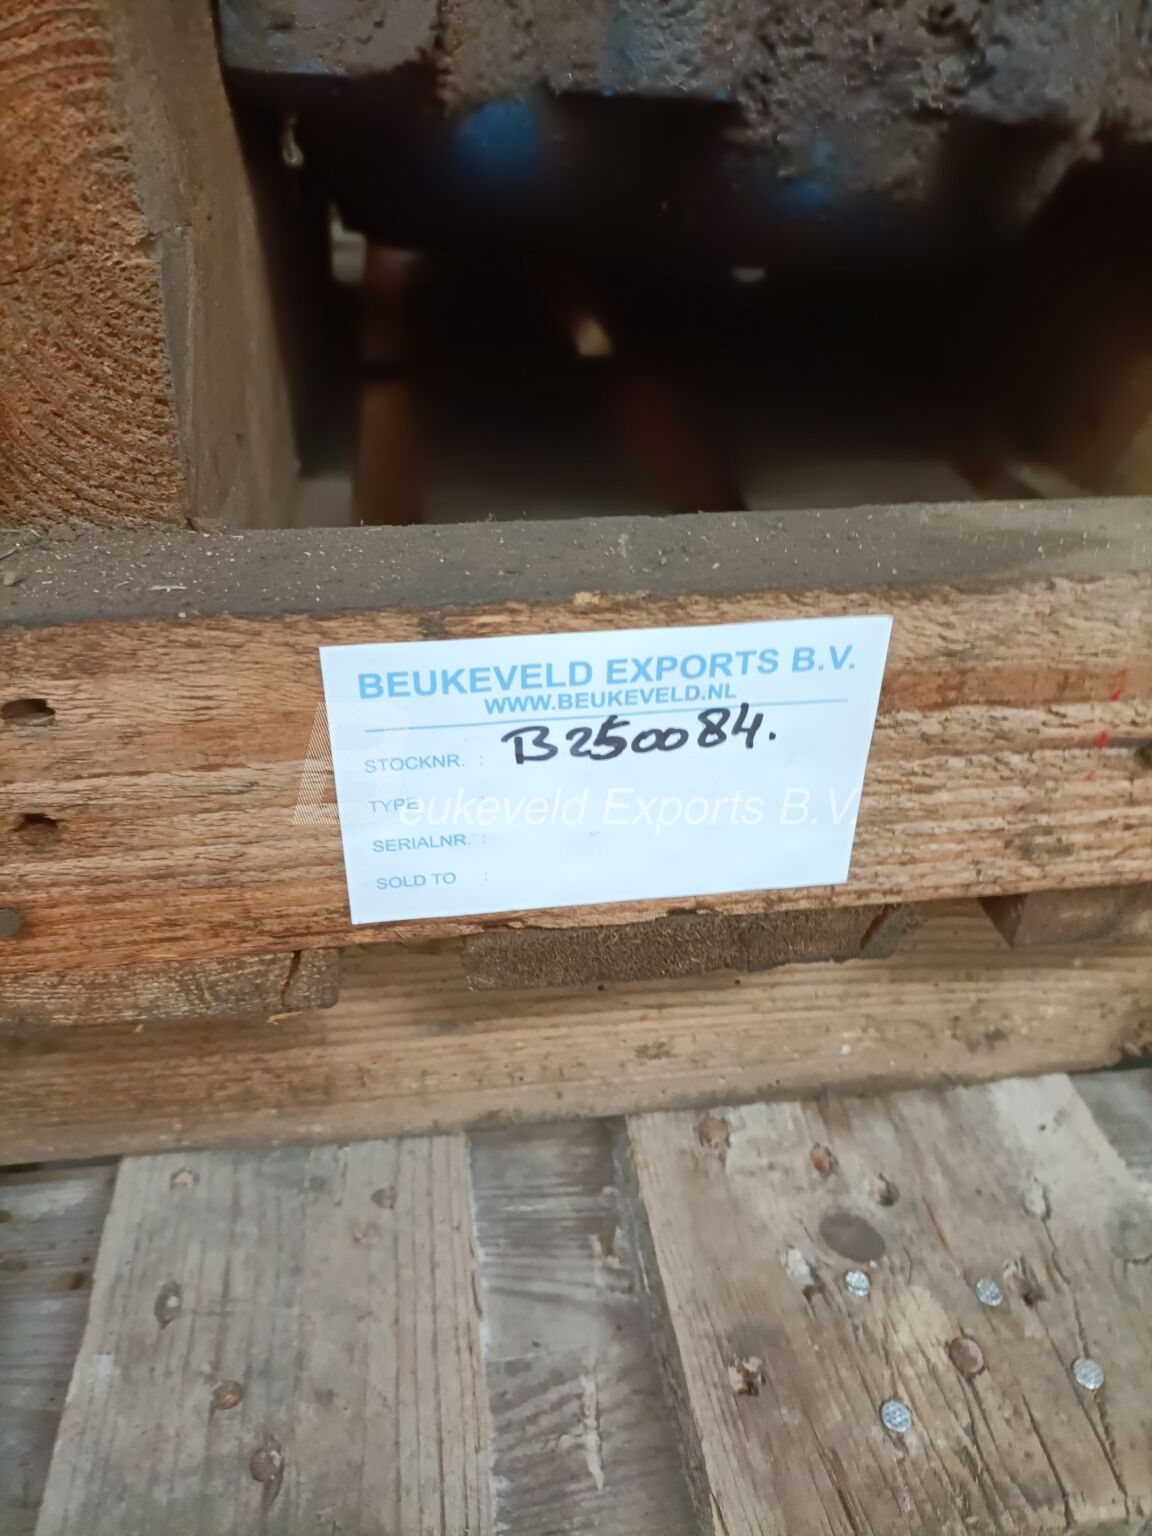 BEUKEVELD EXPORTS B.V.
WWW.BEUKEVELD.NL
STOCKNR. : B250084.
TYPE :
SERIALNR. :
SOLD TO :
Beukeveld Exports B.V.